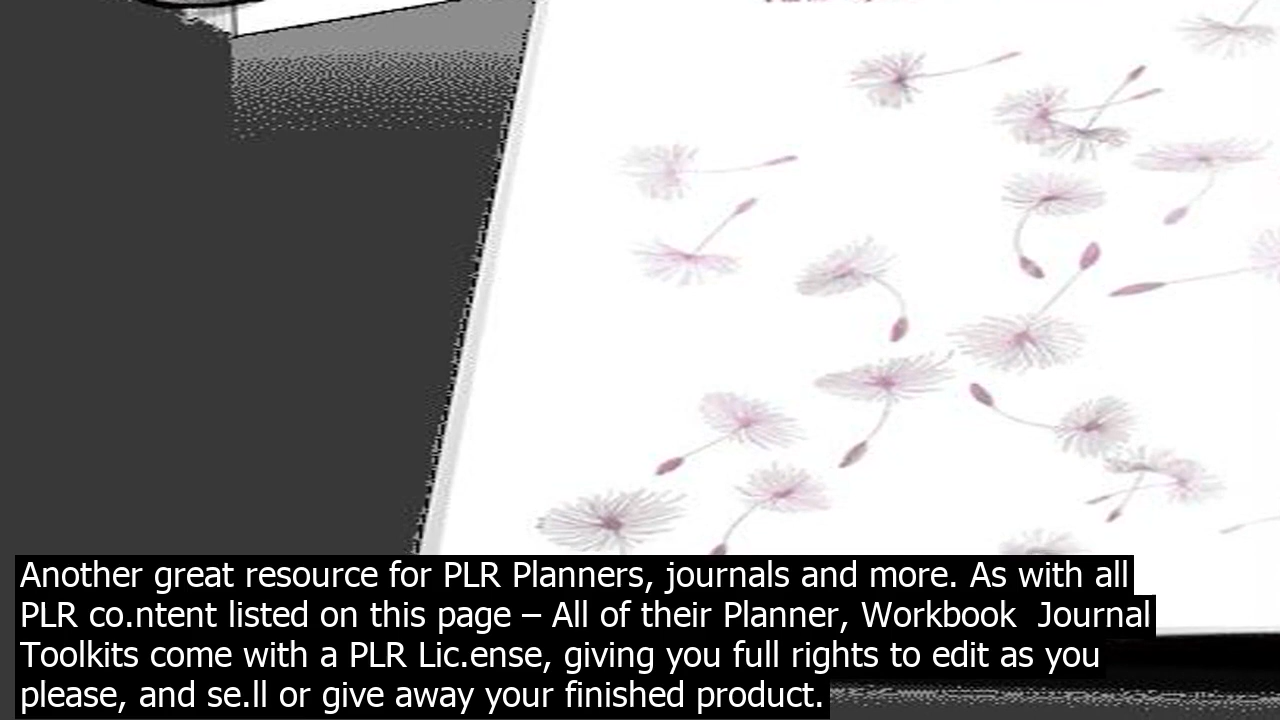 Another great resource for PLR Planners, journals and more. As with all
PLR co.ntent listed on this page – All of their Planner, Workbook  Journal
Toolkits come with a PLR Lic.ense, giving you full rights to edit as you
please, and se.ll or give away your finished product.